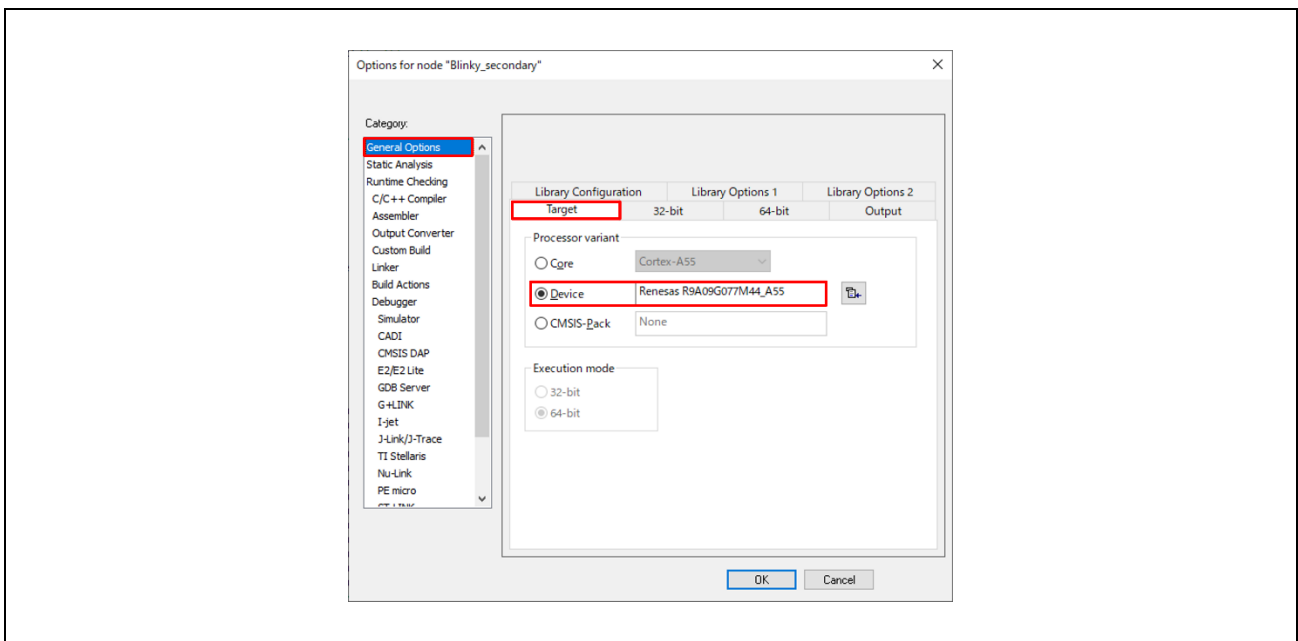 Options for node "Blinky_secondary"
Category:
General Options
Static Analysis
Runtime Checking
C/C++ Compiler
Assembler
Output Converter
Custom Build
Linker
Build Actions
Debugger
Simulator
CADI
CMSIS DAP
E2/E2 Lite
GDB Server
G+LINK
I-jet
J-Link/J-Trace
TI Stellaris
Nu-Link
PE micro
Library Configuration Library Options 1 Library Options 2
Target 32-bit 64-bit Output
Processor variant
Core Cortex-A55
Device Renesas R9A09G077M44_A55
CMSIS-Pack None
Execution mode
32-bit
64-bit
OK Cancel